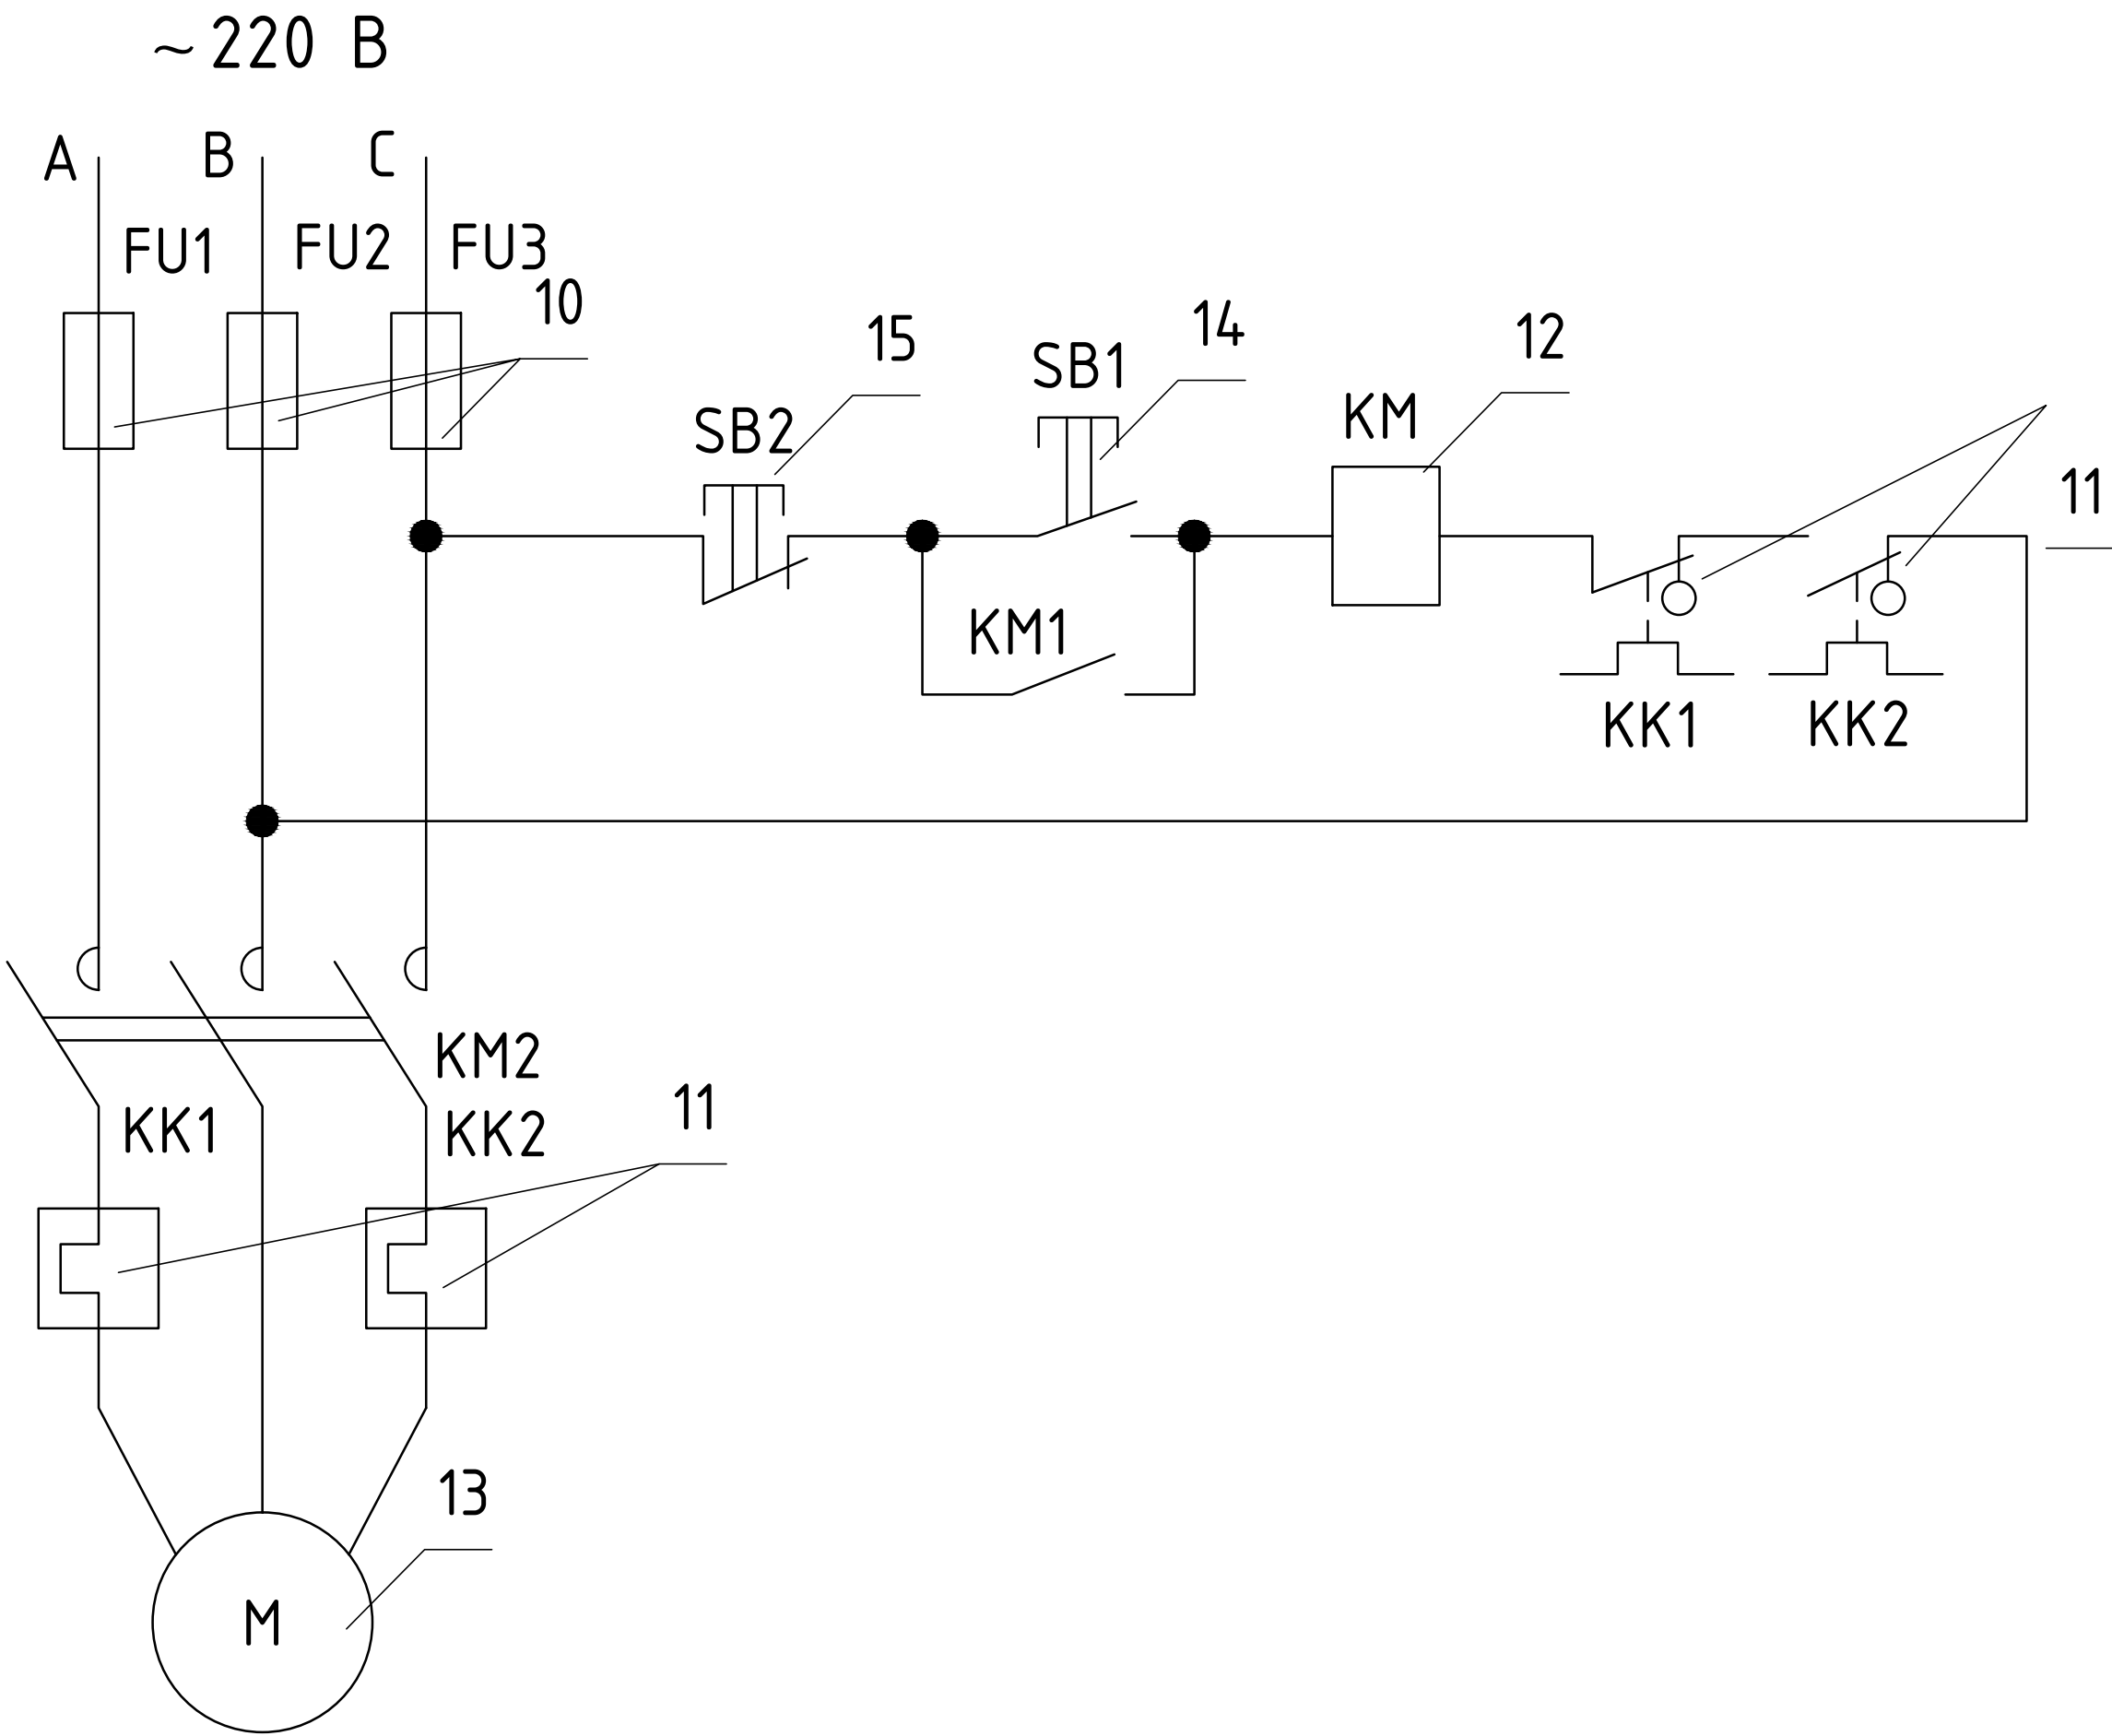 ~ 220 В
A B C
FU1 FU2 FU3
10
15
14
12
SB2
SB1
KM
11
KM1
KK1 KK2
KM2
KK1 KK2
11
13
M